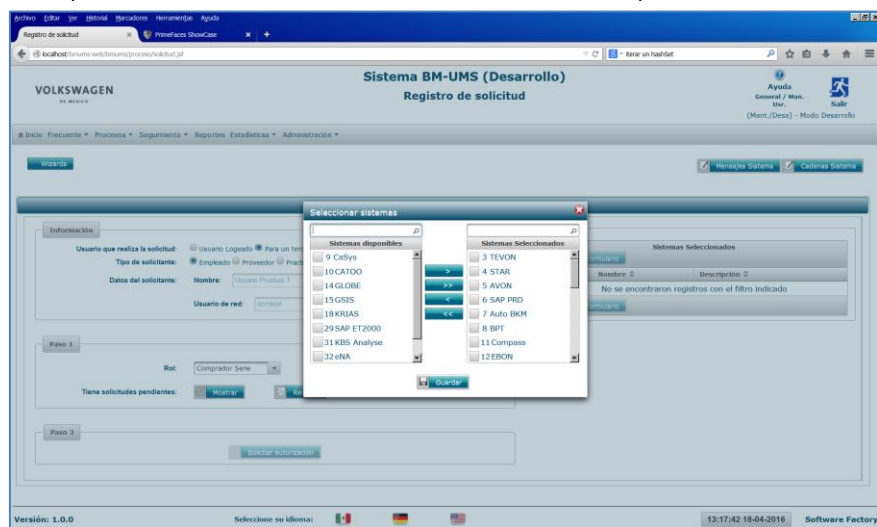 Archivo Editar Ver Historial Marcadores Herramientas Ayuda
Registro de solicitud × PrimeFaces ShowCase × +
localhost/bmums-web/bmums/proceso/solicitud.jsf
iterar un hashSet
VOLKSWAGEN
DE MEXICO
Sistema BM-UMS (Desarrollo)
Registro de solicitud
Ayuda
General / Man.
Usr.
Salir
(Mant./Desa) - Modo Desarrollo
Inicio Frecuente Procesos Seguimiento Reportes Estadísticas Administración
Wizards
Mensajes Sistema Cadenas Sistema
Información
Usuario que realiza la solicitud: Usuario Logeado Para un terc
Tipo de solicitante: Empleado Proveedor Pract
Datos del solicitante: Nombre: Usuario Pruebas 1
Usuario de red:
Paso 1
Rol: Comprador Serie
Tiene solicitudes pendientes: Mostrar Re
Paso 3
Solicitar autorización
Seleccionar sistemas
Sistemas disponibles
9 CaSys
10 CATOO
14 GLOBE
15 GSIS
18 KRIAS
29 SAP ET2000
31 KBS Analyse
32 eNA
>
>>
<
<<
Sistemas Seleccionados
3 TEVON
4 STAR
5 AVON
6 SAP PRD
7 Auto BKM
8 BPT
11 Compass
12 EBON
Guardar
Sistemas Seleccionados
ormulario
Nombre Descripción
No se encontraron registros con el filtro indicado
ormulario
Versión: 1.0.0 Seleccione su idioma: 13:17:42 18-04-2016 Software Factory